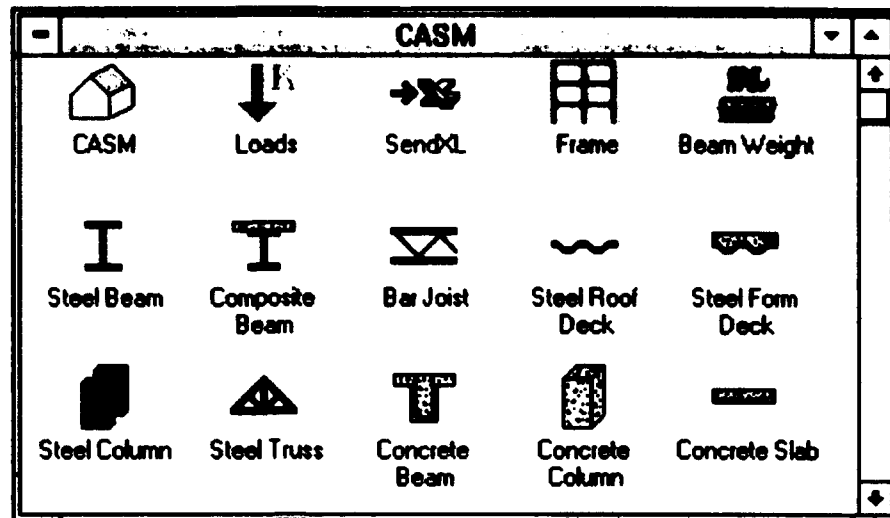 CASM
CASM Loads SendXL Frame Beam Weight
Steel Beam Composite Beam Bar Joist Steel Roof Deck Steel Form Deck
Steel Column Steel Truss Concrete Beam Concrete Column Concrete Slab